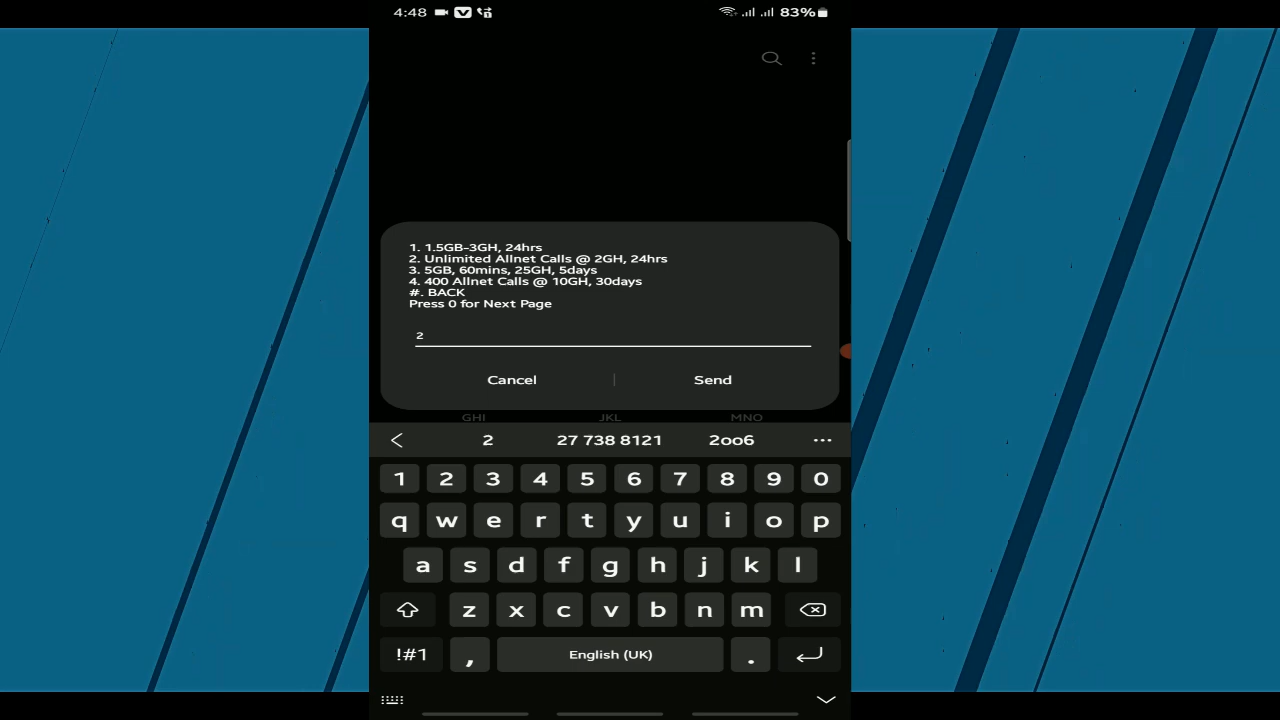 4:48 83%
1. 1.5GB-3GH, 24hrs
2. Unlimited Allnet Calls @ 2GH, 24hrs
3. 5GB, 60mins, 25GH, 5days
4. 400 Allnet Calls @ 10GH, 30days
#. BACK
Press 0 for Next Page
2
Cancel Send
GHI JKL MNO
2 27 738 8121 2oo6
1 2 3 4 5 6 7 8 9 0
q w e r t y u i o p
a s d f g h j k l
z x c v b n m
!#1 , English (UK) .